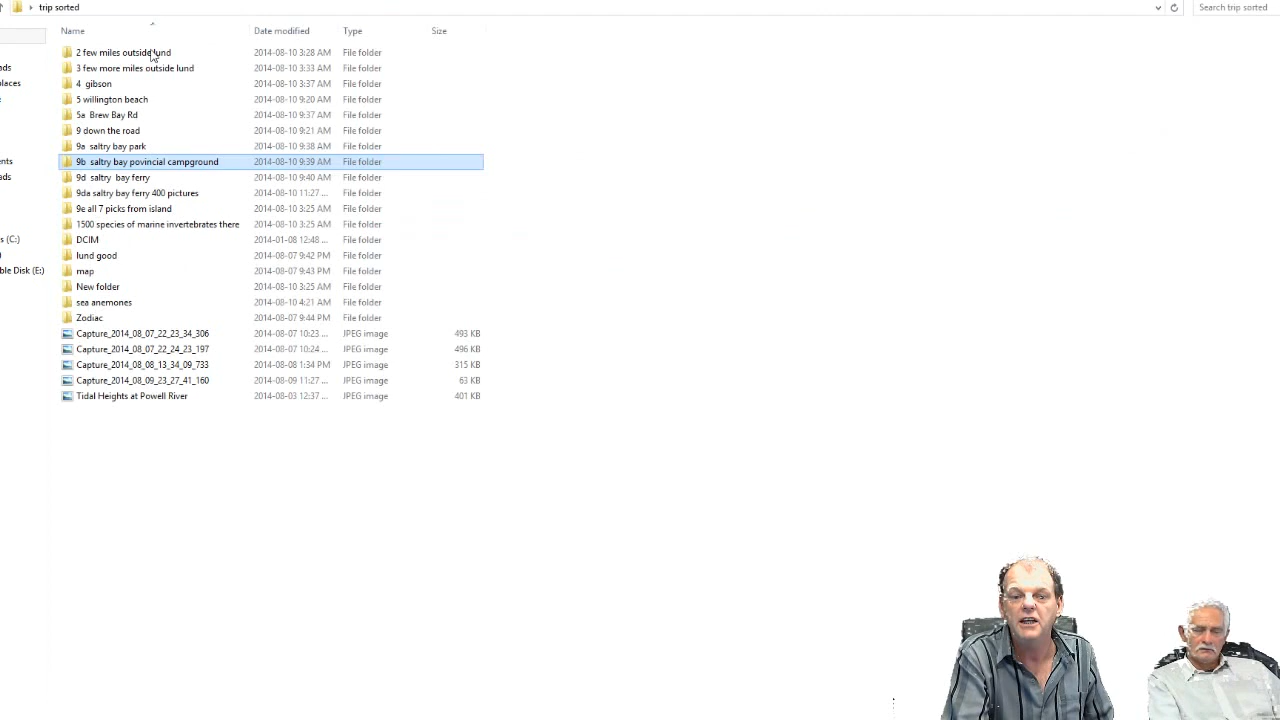 trip sorted
Search trip sorted
Name Date modified Type Size
2 few miles outside lund 2014-08-10 3:28 AM File folder
3 few more miles outside lund 2014-08-10 3:33 AM File folder
ads
4 gibson 2014-08-10 3:37 AM File folder
places
5 willington beach 2014-08-10 9:20 AM File folder
5a Brew Bay Rd 2014-08-10 9:37 AM File folder
9 down the road 2014-08-10 9:21 AM File folder
9a saltry bay park 2014-08-10 9:38 AM File folder
ents
9b saltry bay povincial campground 2014-08-10 9:39 AM File folder
ads
9d saltry bay ferry 2014-08-10 9:40 AM File folder
9da saltry bay ferry 400 pictures 2014-08-10 11:27 ... File folder
9e all 7 picks from island 2014-08-10 3:25 AM File folder
1500 species of marine invertebrates there 2014-08-10 3:25 AM File folder
s (C:)
DCIM 2014-01-08 12:48 ... File folder
lund good 2014-08-07 9:42 PM File folder
ble Disk (E:)
map 2014-08-07 9:43 PM File folder
New folder 2014-08-10 3:25 AM File folder
sea anemones 2014-08-10 4:21 AM File folder
Zodiac 2014-08-07 9:44 PM File folder
Capture_2014_08_07_22_23_34_306 2014-08-07 10:23 ... JPEG image 493 KB
Capture_2014_08_07_22_24_23_197 2014-08-07 10:24 ... JPEG image 496 KB
Capture_2014_08_08_13_34_09_733 2014-08-08 1:34 PM JPEG image 315 KB
Capture_2014_08_09_23_27_41_160 2014-08-09 11:27 ... JPEG image 63 KB
Tidal Heights at Powell River 2014-08-03 12:37 ... JPEG image 401 KB